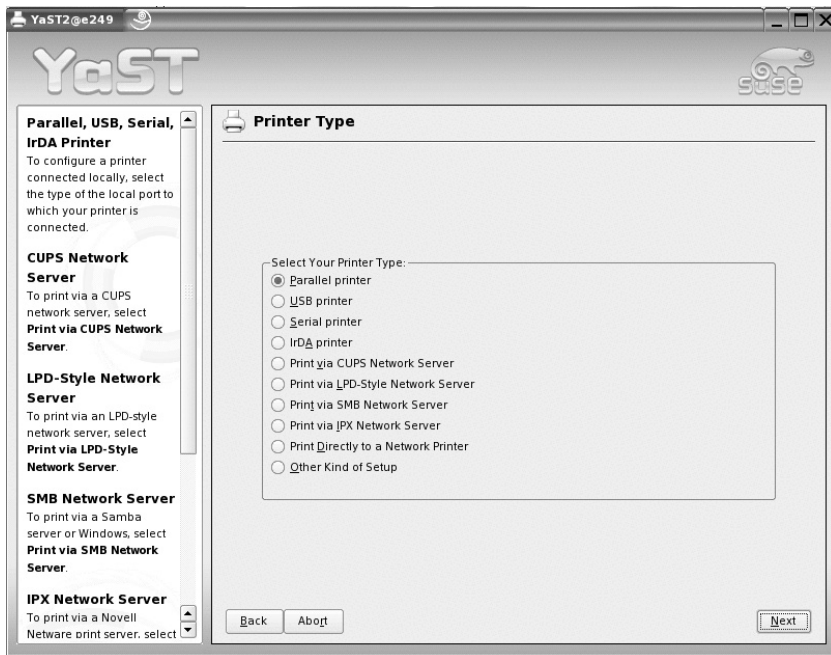 YaST2@e249
YaST
suse
Parallel, USB, Serial,
IrDA Printer
To configure a printer
connected locally, select
the type of the local port to
which your printer is
connected.
CUPS Network
Server
To print via a CUPS
network server, select
Print via CUPS Network
Server.
LPD-Style Network
Server
To print via an LPD-style
network server, select
Print via LPD-Style
Network Server.
SMB Network Server
To print via a Samba
server or Windows, select
Print via SMB Network
Server.
IPX Network Server
To print via a Novell
Netware print server, select
Printer Type
Select Your Printer Type:
Parallel printer
USB printer
Serial printer
IrDA printer
Print via CUPS Network Server
Print via LPD-Style Network Server
Print via SMB Network Server
Print via IPX Network Server
Print Directly to a Network Printer
Other Kind of Setup
Back
Abort
Next